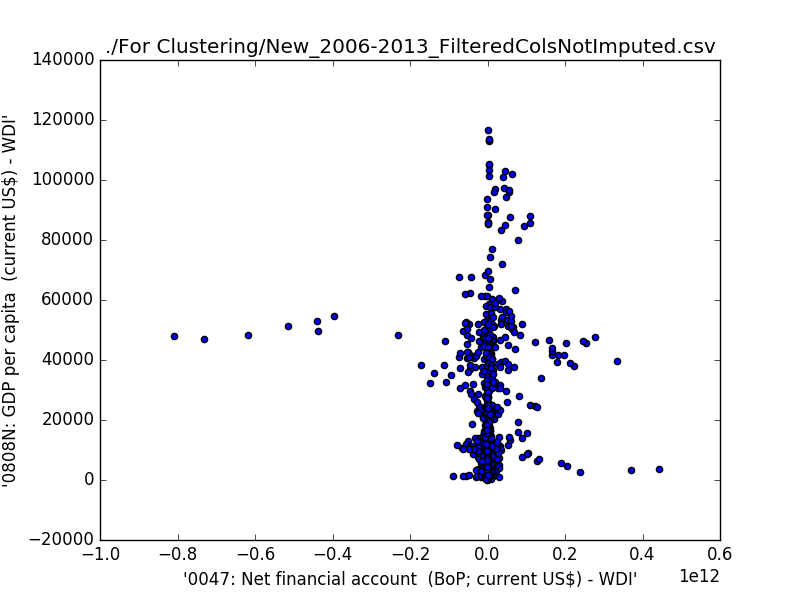 ./For Clustering/New_2006-2013_FilteredColsNotImputed.csv
140000
120000
100000
80000
60000
40000
20000
0
−20000
'0808N: GDP per capita  (current US$) - WDI'
−1.0 −0.8 −0.6 −0.4 −0.2 0.0 0.2 0.4 0.6
1e12
'0047: Net financial account  (BoP; current US$) - WDI'